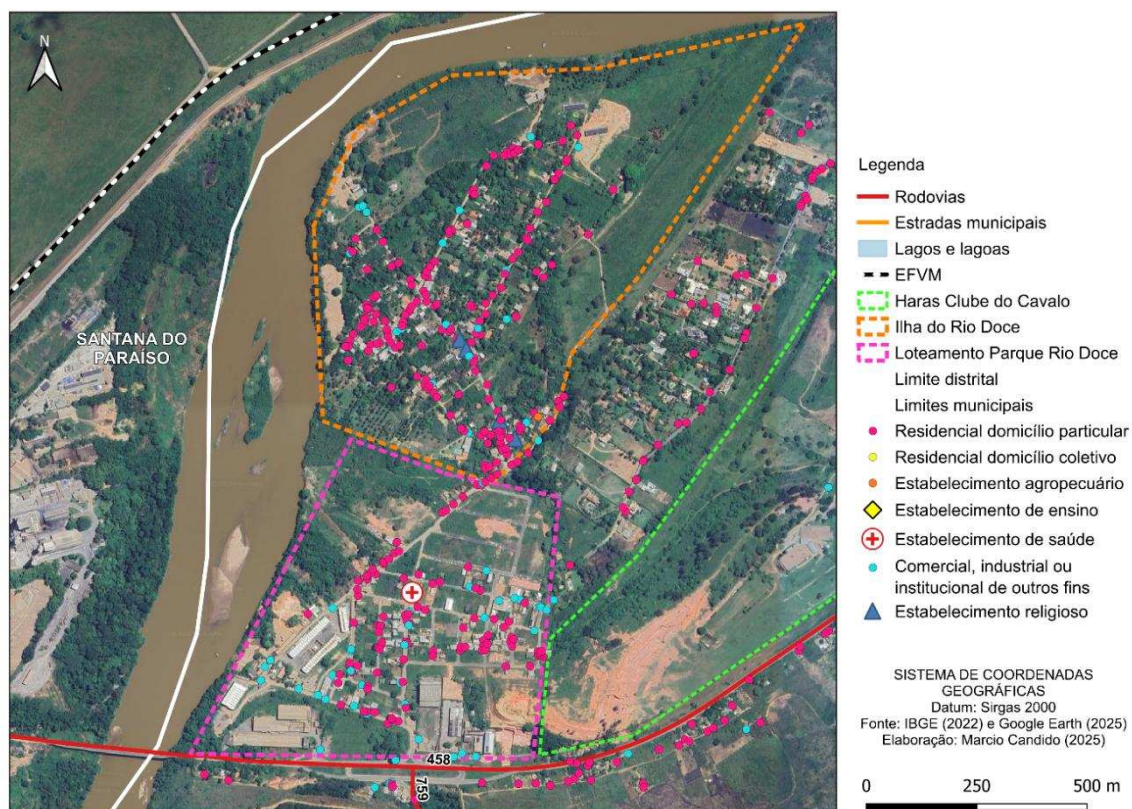 N
SANTANA DO
PARAÍSO
458
759
Legenda
Rodovias
Estradas municipais
Lagos e lagoas
EFVM
Haras Clube do Cavalo
Ilha do Rio Doce
Loteamento Parque Rio Doce
Limite distrital
Limites municipais
Residencial domicílio particular
Residencial domicílio coletivo
Estabelecimento agropecuário
Estabelecimento de ensino
Estabelecimento de saúde
Comercial, industrial ou
institucional de outros fins
Estabelecimento religioso
SISTEMA DE COORDENADAS
GEOGRÁFICAS
Datum: Sirgas 2000
Fonte: IBGE (2022) e Google Earth (2025)
Elaboração: Marcio Candido (2025)
0 250 500 m